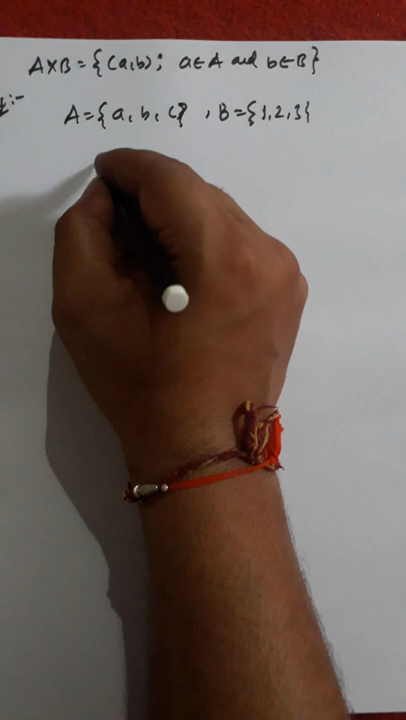 A×B = {(a,b); a∈A and b∈B}
:- A={a, b, c} , B={1,2,3}